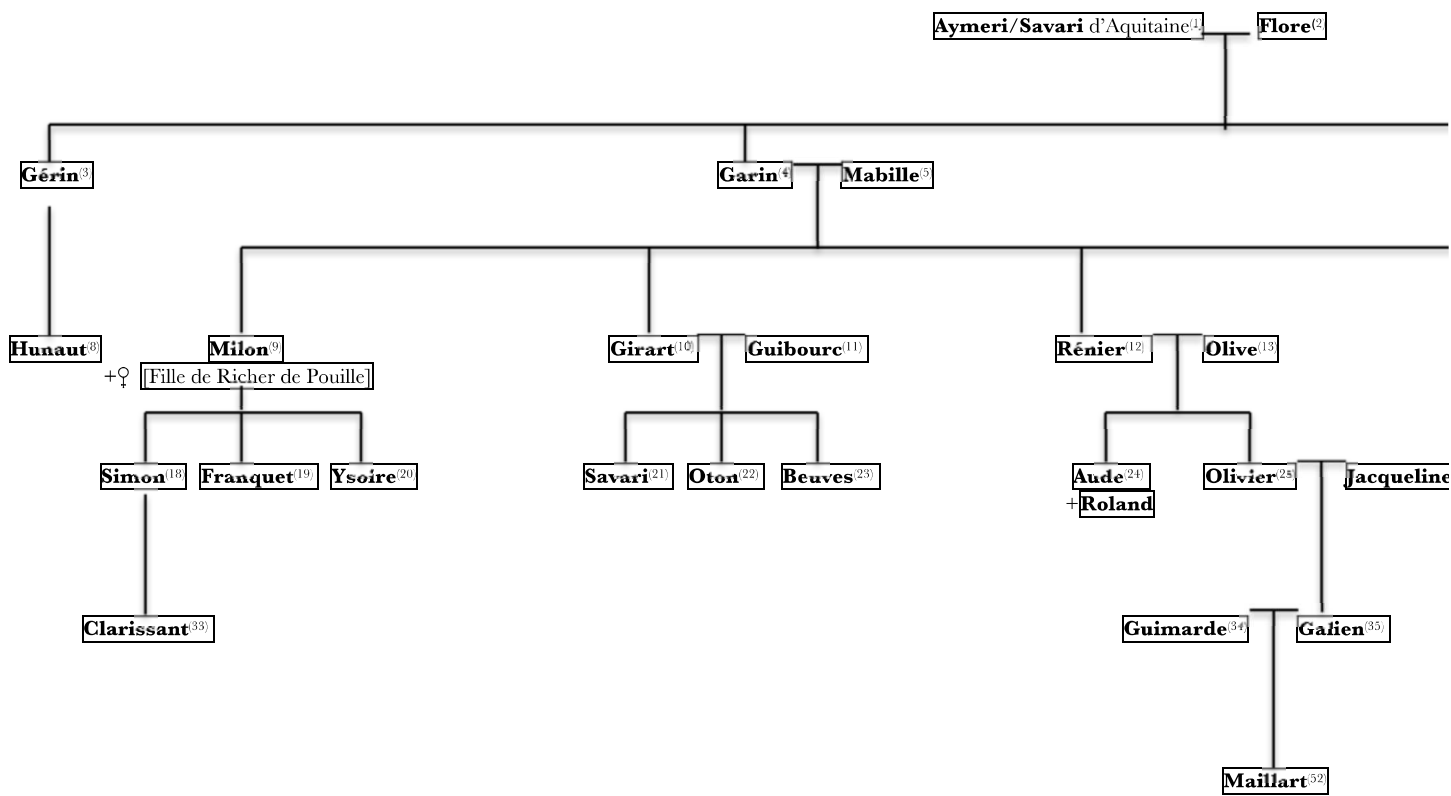 Aymeri/Savari d'Aquitaine(1) Flore(2)
Gérin(3) Garin(4) Mabille(5)
Hunaut(8) Milon(9) Girart(10) Guibourc(11) Rénier(12) Olive(13)
+♀ [Fille de Richer de Pouille]
Simon(18) Franquet(19) Ysoire(20) Savari(21) Oton(22) Beuves(23) Aude(24) Olivier(25) Jacqueline
+Roland
Clarissant(33) Guimarde(34) Galien(35)
Maillart(52)